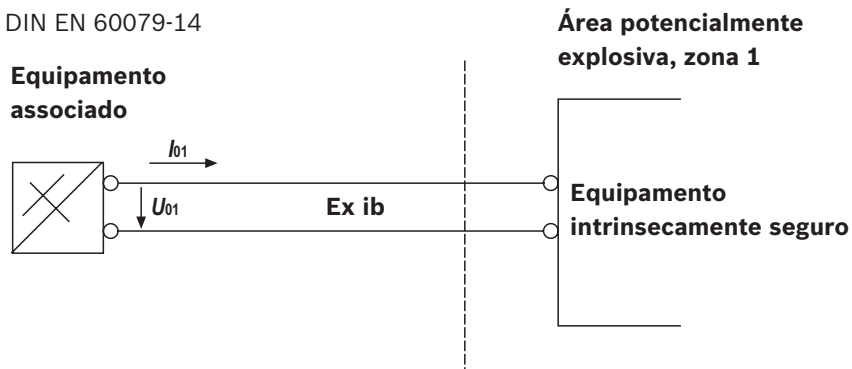 DIN EN 60079-14
Área potencialmente
explosiva, zona 1
Equipamento
associado
I01
U01
Ex ib
Equipamento
intrinsecamente seguro